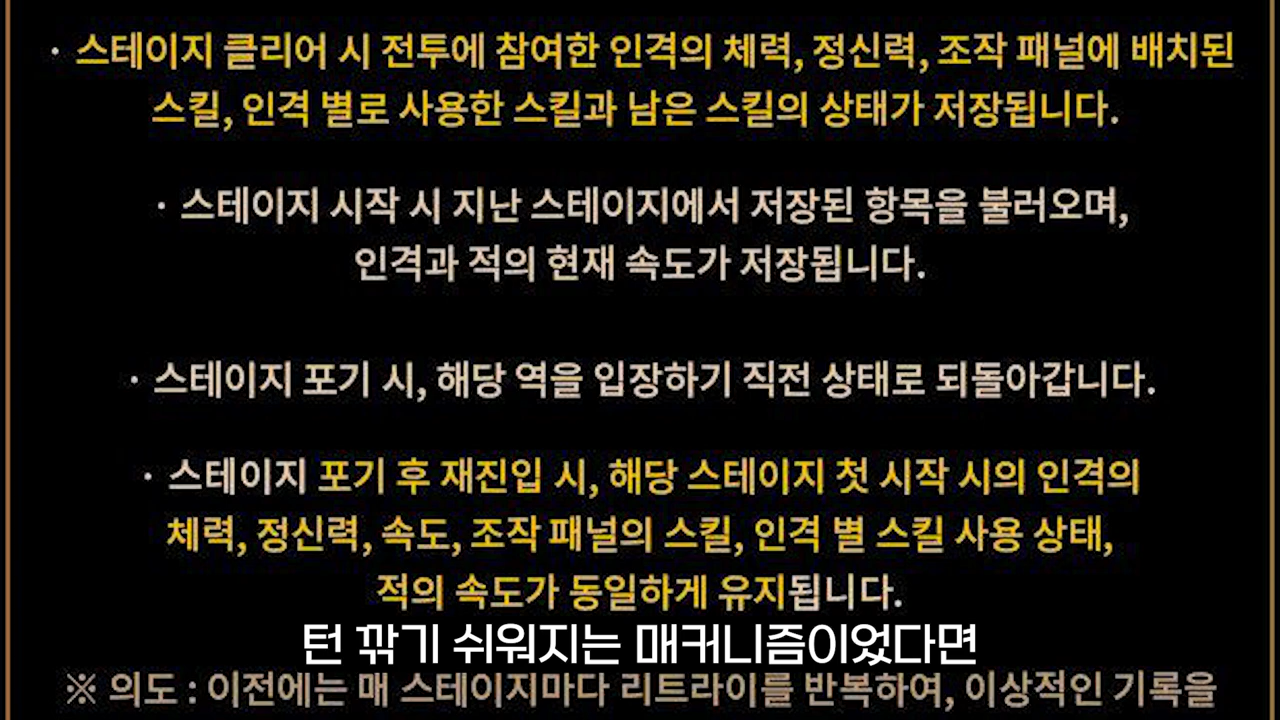 · 스테이지 클리어 시 전투에 참여한 인격의 체력, 정신력, 조작 패널에 배치된
스킬, 인격 별로 사용한 스킬과 남은 스킬의 상태가 저장됩니다.
· 스테이지 시작 시 지난 스테이지에서 저장된 항목을 불러오며,
인격과 적의 현재 속도가 저장됩니다.
· 스테이지 포기 시, 해당 역을 입장하기 직전 상태로 되돌아갑니다.
· 스테이지 포기 후 재진입 시, 해당 스테이지 첫 시작 시의 인격의
체력, 정신력, 속도, 조작 패널의 스킬, 인격 별 스킬 사용 상태,
적의 속도가 동일하게 유지됩니다.
턴 깎기 쉬워지는 매커니즘이었다면
※ 의도 : 이전에는 매 스테이지마다 리트라이를 반복하여, 이상적인 기록을